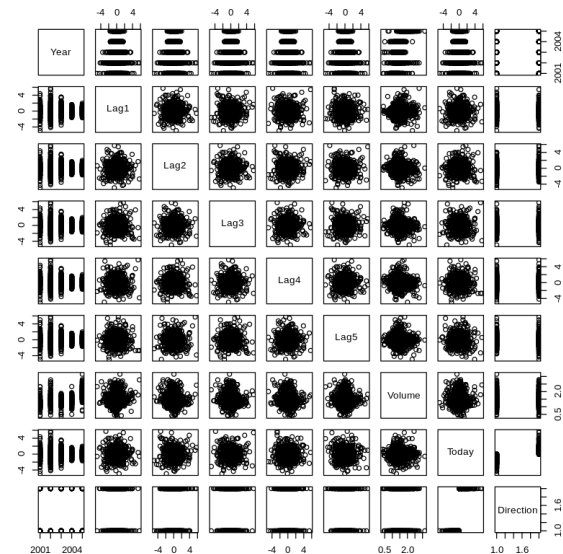 -4 0 4 -4 0 4 -4 0 4 -4 0 4
Year
2001 2004
-4 0 4
Lag1
Lag2
-4 0 4
-4 0 4
Lag3
Lag4
-4 0 4
-4 0 4
Lag5
Volume
0.5 2.0
-4 0 4
Today
Direction
1.0 1.6
2001 2004 -4 0 4 -4 0 4 0.5 2.0 1.0 1.6